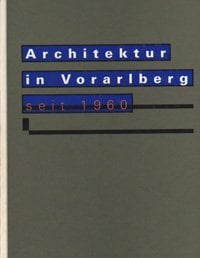 Architektur
in Vorarlberg
seit 1960